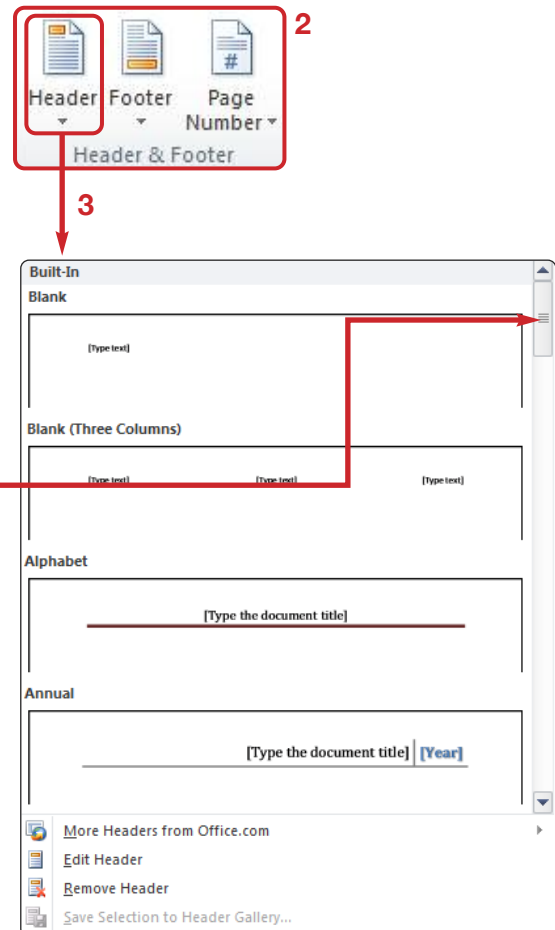 2
Header Footer Page
Number
#
Header & Footer
3
Built-In
Blank
[Type text]
Blank (Three Columns)
[Type text] [Type text] [Type text]
Alphabet
[Type the document title]
Annual
[Type the document title] [Year]
More Headers from Office.com
Edit Header
Remove Header
Save Selection to Header Gallery...